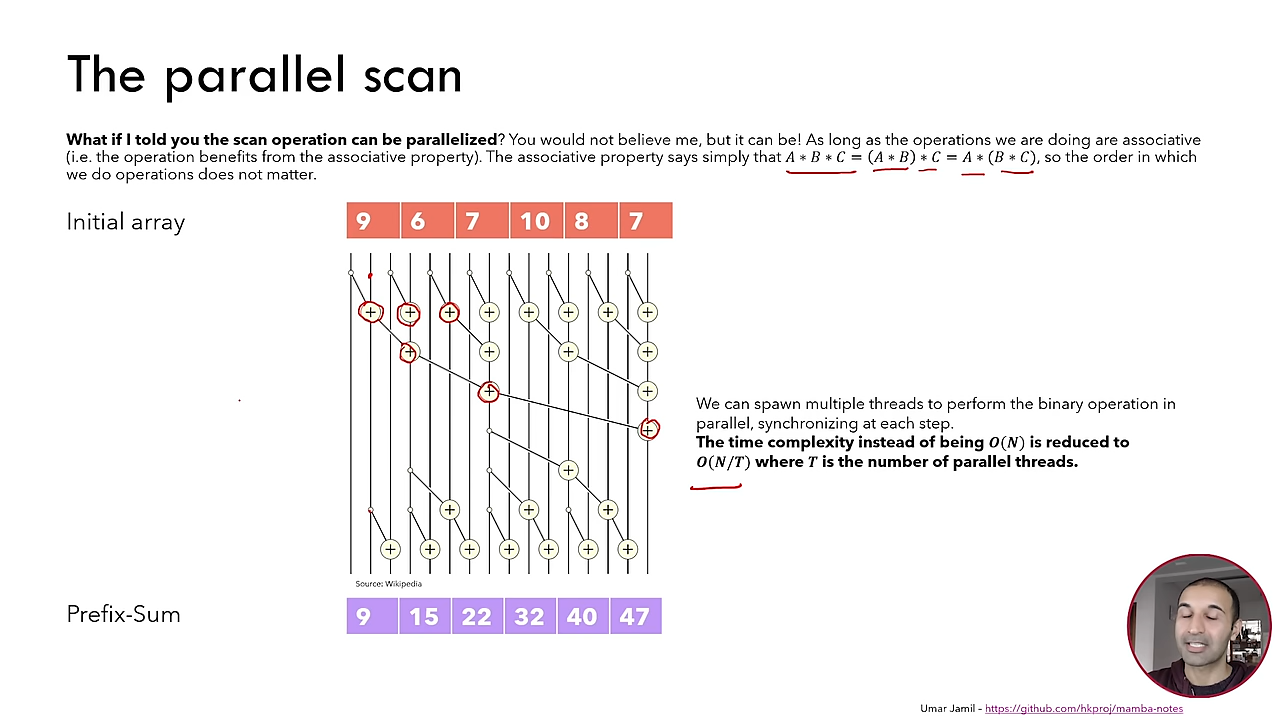 The parallel scan
What if I told you the scan operation can be parallelized? You would not believe me, but it can be! As long as the operations we are doing are associative
(i.e. the operation benefits from the associative property). The associative property says simply that A ∗ B ∗ C = (A ∗ B) ∗ C = A ∗ (B ∗ C), so the order in which
we do operations does not matter.
Initial array
9 6 7 10 8 7
+ + + + + + + +
+ + + +
+ +
+
+
+ + +
+ + + + + + +
We can spawn multiple threads to perform the binary operation in
parallel, synchronizing at each step.
The time complexity instead of being O(N) is reduced to
O(N/T) where T is the number of parallel threads.
Source: Wikipedia
Prefix-Sum
9 15 22 32 40 47
Umar Jamil – https://github.com/hkproj/mamba-notes